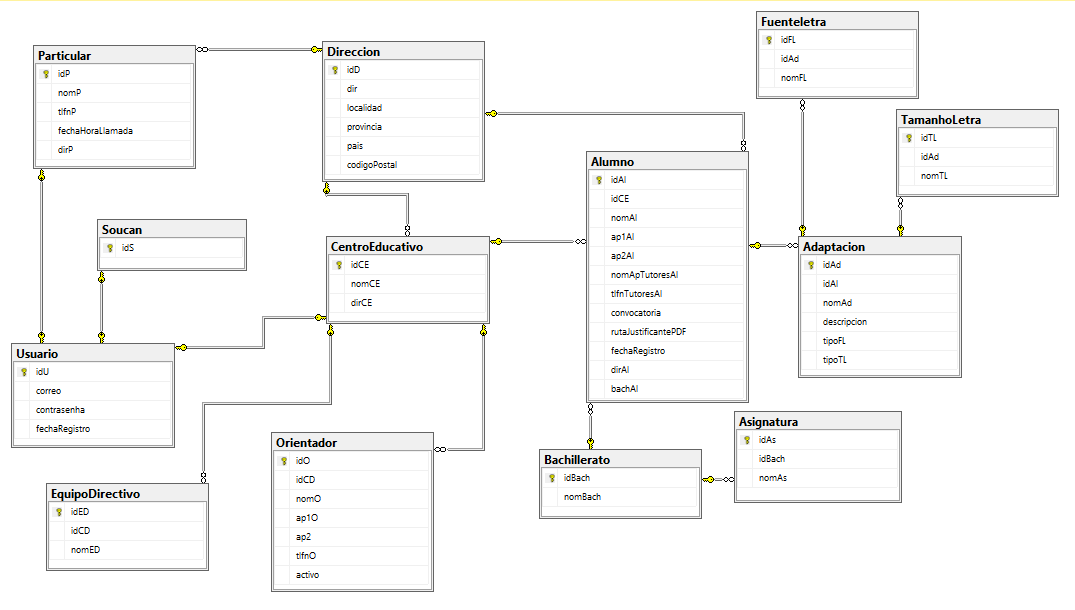 Particular
idP
nomP
tlfnP
fechaHoraLlamada
dirP
Direccion
idD
dir
localidad
provincia
pais
codigoPostal
Fuenteletra
idFL
idAd
nomFL
TamanhoLetra
idTL
idAd
nomTL
Soucan
idS
CentroEducativo
idCE
nomCE
dirCE
Alumno
idAl
idCE
nomAl
ap1Al
ap2Al
nomApTutoresAl
tlfnTutoresAl
convocatoria
rutaJustificantePDF
fechaRegistro
dirAl
bachAl
Adaptacion
idAd
idAl
nomAd
descripcion
tipoFL
tipoTL
Usuario
idU
correo
contrasenha
fechaRegistro
EquipoDirectivo
idED
idCD
nomED
Orientador
idO
idCD
nomO
ap1O
ap2
tlfnO
activo
Bachillerato
idBach
nomBach
Asignatura
idAs
idBach
nomAs